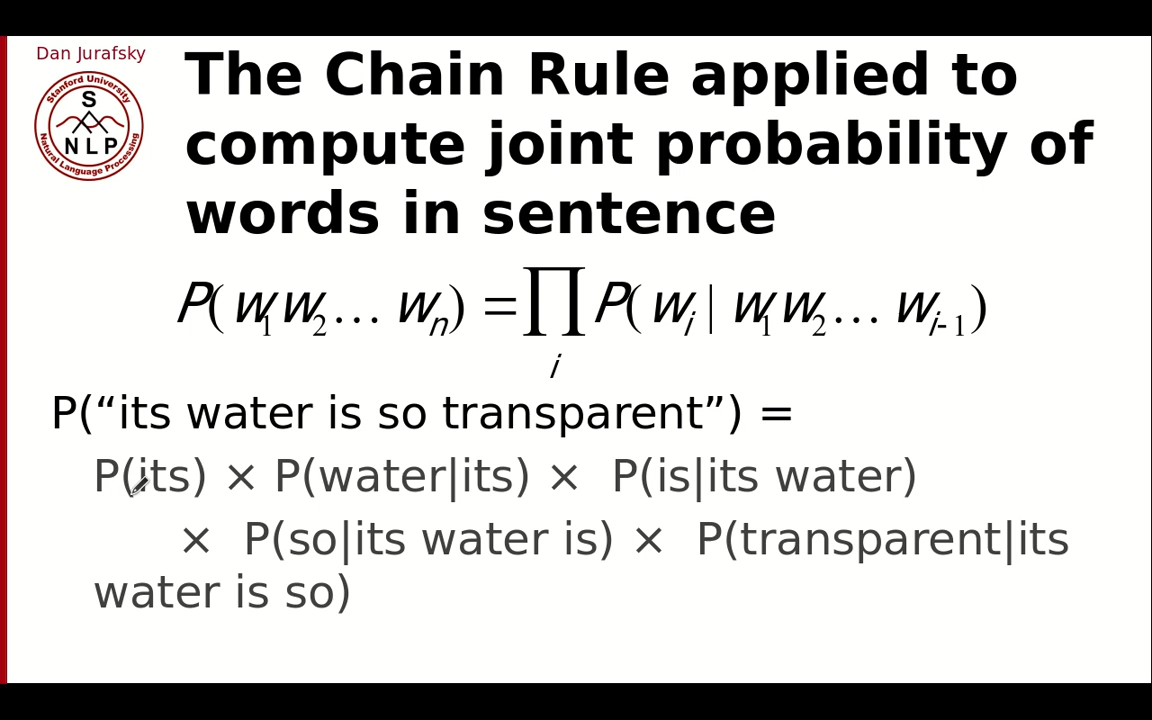 Dan Jurafsky
Stanford University
S
N L P
Natural Language Processing
The Chain Rule applied to
compute joint probability of
words in sentence
P(w₁w₂…wₙ) = ∏ P(wᵢ | w₁w₂…wᵢ₋₁)
i
P(“its water is so transparent”) =
P(its) × P(water|its) × P(is|its water)
× P(so|its water is) × P(transparent|its
water is so)